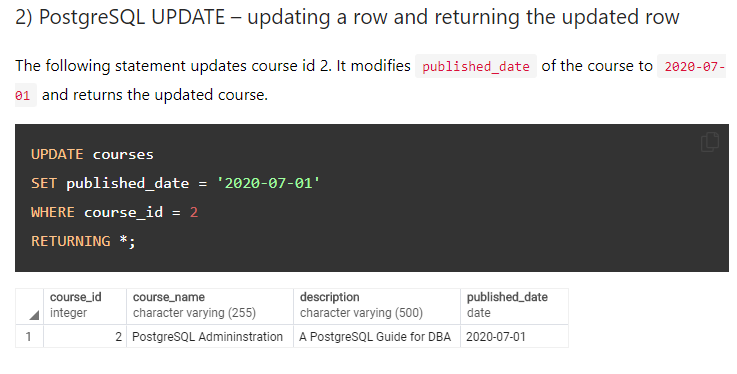 2) PostgreSQL UPDATE – updating a row and returning the updated row
The following statement updates course id 2. It modifies published_date of the course to 2020-07-
01 and returns the updated course.
UPDATE courses
SET published_date = '2020-07-01'
WHERE course_id = 2
RETURNING *;
course_id course_name description published_date
integer character varying (255) character varying (500) date
1 2 PostgreSQL Admininstration A PostgreSQL Guide for DBA 2020-07-01